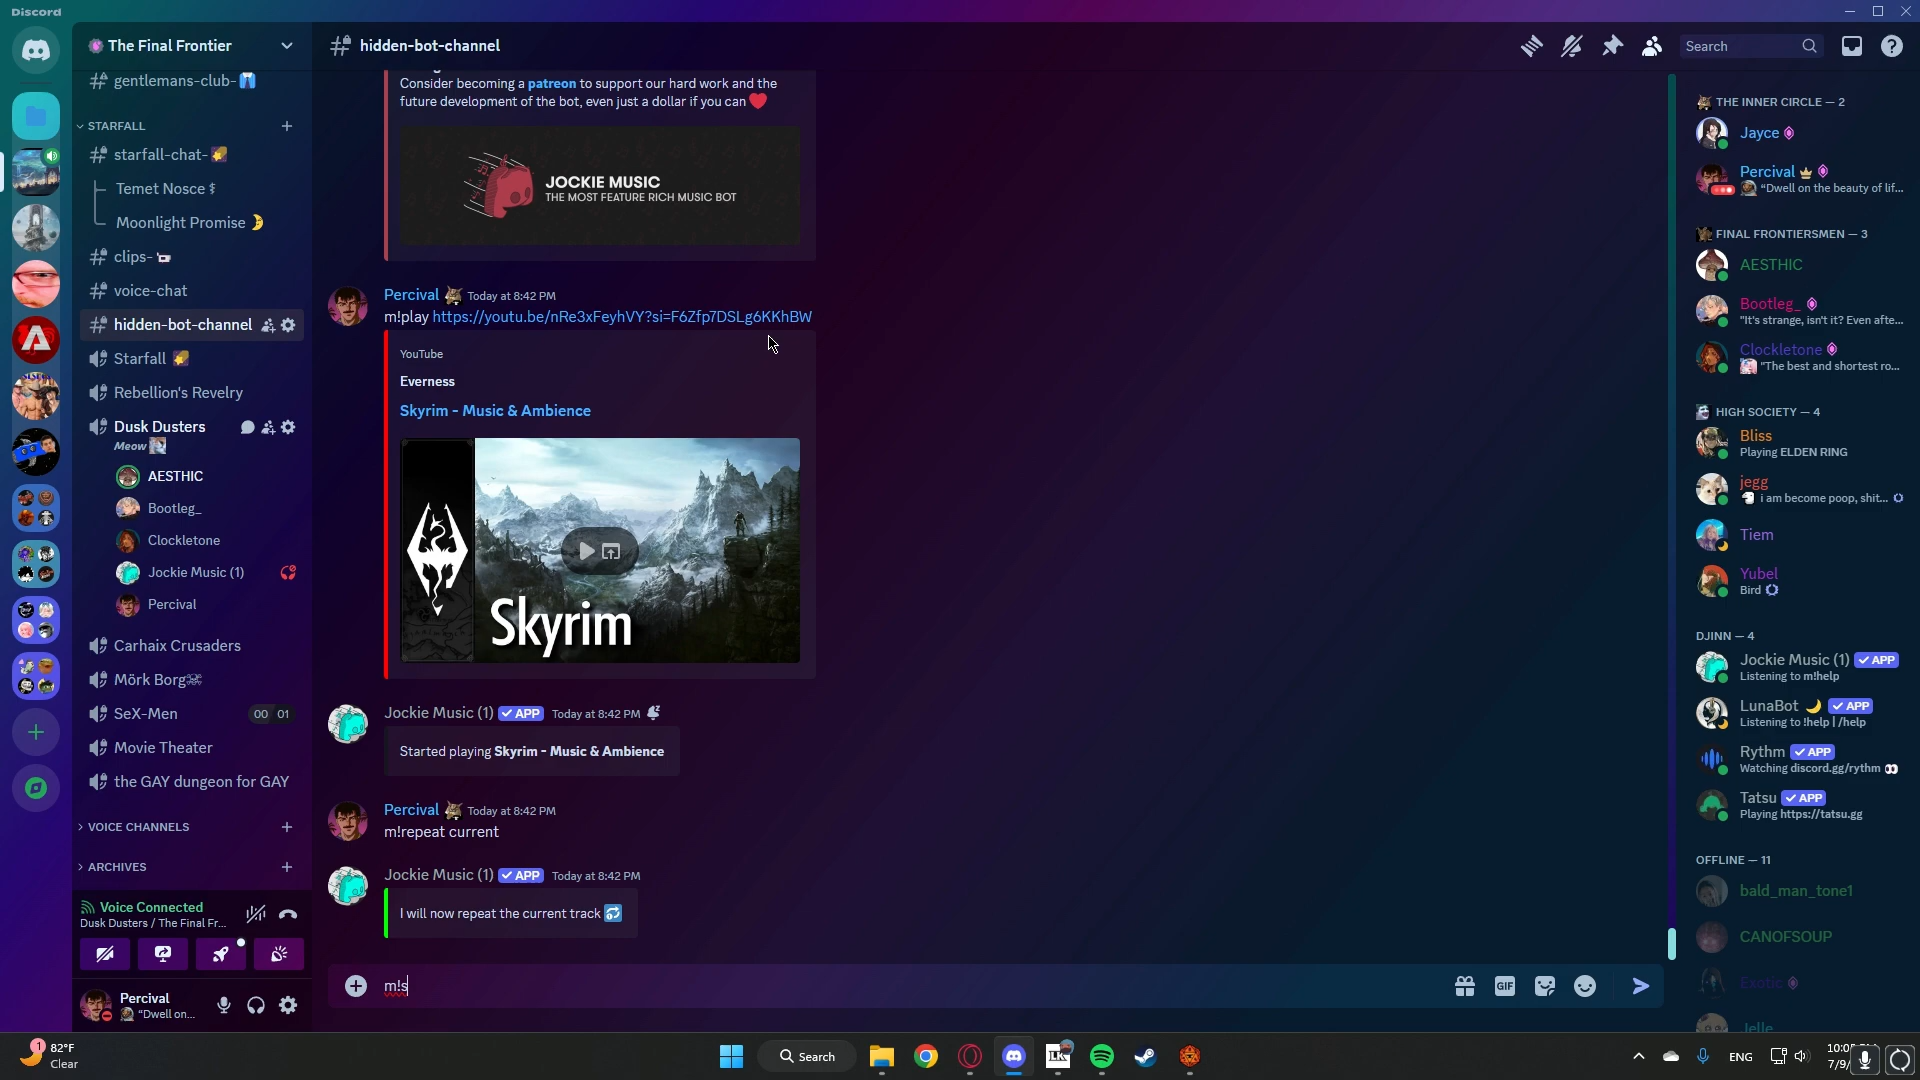 Discord
The Final Frontier
gentlemans-club-
STARFALL
starfall-chat-
Temet Nosce
Moonlight Promise
clips-
voice-chat
hidden-bot-channel
Starfall
Rebellion's Revelry
Dusk Dusters
Meow
AESTHIC
Bootleg_
Clockletone
Jockie Music (1)
Percival
Carhaix Crusaders
Mörk Borg
SeX-Men
00 01
Movie Theater
the GAY dungeon for GAY
VOICE CHANNELS
ARCHIVES
Voice Connected
Dusk Dusters / The Final Fr...
Percival
"Dwell on...
hidden-bot-channel
Search
Consider becoming a patreon to support our hard work and the
future development of the bot, even just a dollar if you can
JOCKIE MUSIC
THE MOST FEATURE RICH MUSIC BOT
Percival Today at 8:42 PM
m!play https://youtu.be/nRe3xFeyhVY?si=F6Zfp7DSLg6KKhBW
YouTube
Everness
Skyrim - Music & Ambience
Skyrim
Jockie Music (1) APP Today at 8:42 PM
Started playing Skyrim - Music & Ambience
Percival Today at 8:42 PM
m!repeat current
Jockie Music (1) APP Today at 8:42 PM
I will now repeat the current track
m!s
GIF
THE INNER CIRCLE — 2
Jayce
Percival
"Dwell on the beauty of lif...
FINAL FRONTIERSMEN — 3
AESTHIC
Bootleg_
"It's strange, isn't it? Even afte...
Clockletone
"The best and shortest ro...
HIGH SOCIETY — 4
Bliss
Playing ELDEN RING
jegg
i am become poop, shit...
Tiem
Yubel
Bird
DJINN — 4
Jockie Music (1) APP
Listening to m!help
LunaBot APP
Listening to !help | /help
Rythm APP
Watching discord.gg/rythm
Tatsu APP
Playing https://tatsu.gg
OFFLINE — 11
bald_man_tone1
CANOFSOUP
Exotic
Jelle
1
82°F
Clear
Search
LK
ENG
7/9/